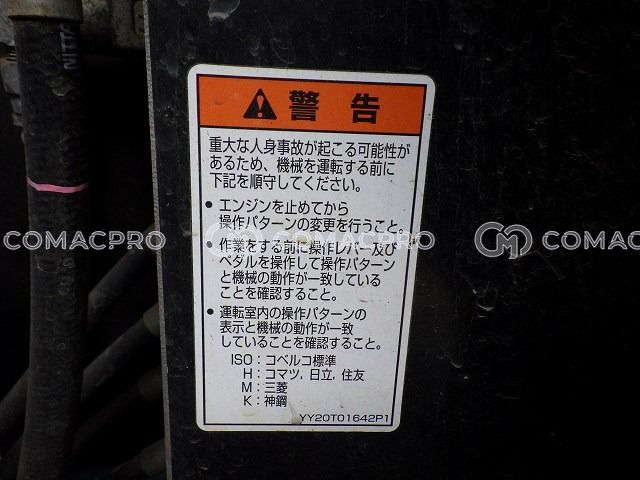 NITTA
警告
重大な人身事故が起こる可能性が
あるため、機械を運転する前に
下記を順守してください。
• エンジンを止めてから
操作パターンの変更を行うこと。
• 作業をする前に操作レバー及び
ペダルを操作して操作パターン
と機械の動作が一致している
ことを確認すること。
• 運転室内の操作パターンの
表示と機械の動作が一致
していることを確認すること。
ISO：コベルコ標準
H：コマツ, 日立, 住友
M：三菱
K：神鋼
YY20T01642P1
COMACPRO
COMACPRO
COMAC